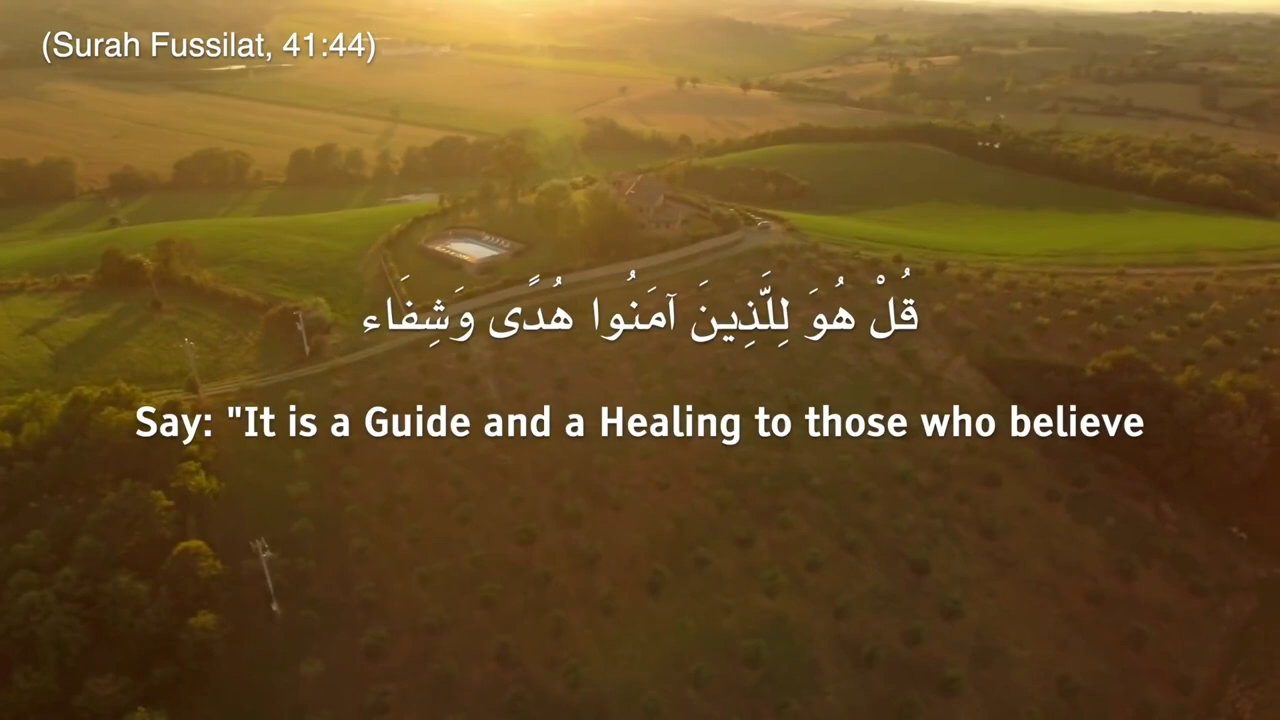 (Surah Fussilat, 41:44)
قُلْ هُوَ لِلَّذِينَ آمَنُوا هُدًى وَشِفَاء
Say: "It is a Guide and a Healing to those who believe